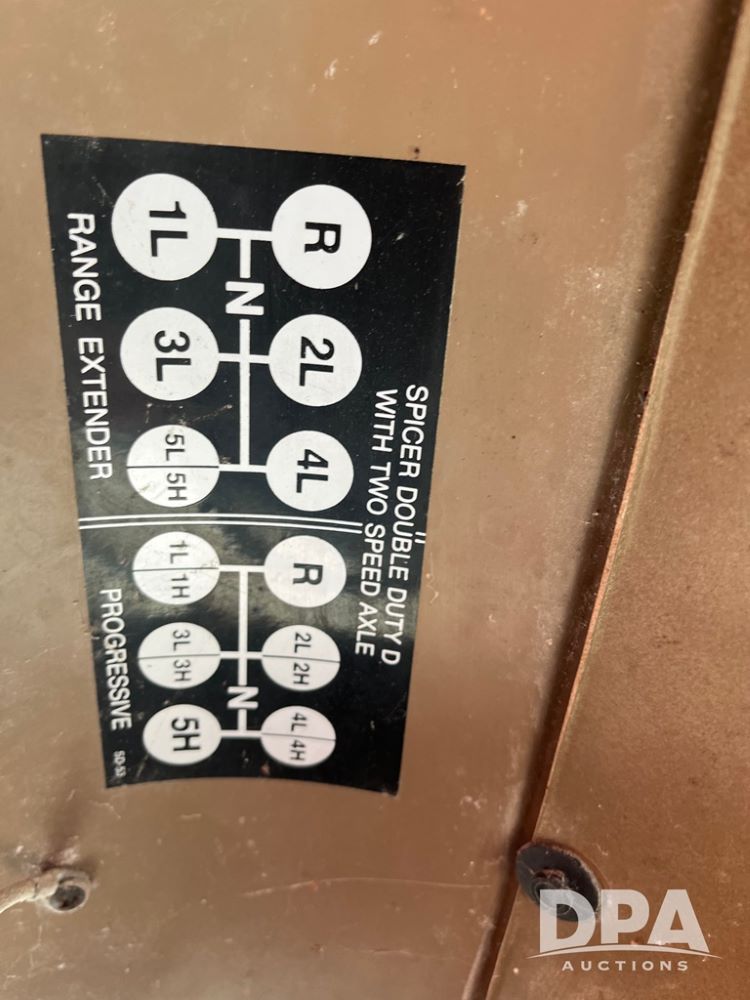 SPICER DOUBLE DUTY D
WITH TWO SPEED AXLE
R 2L 4L
N
1L 3L 5L 5H
RANGE EXTENDER
R 2L 2H 4L 4H
N
1L 1H 3L 3H 5H
PROGRESSIVE
DPA
AUCTIONS